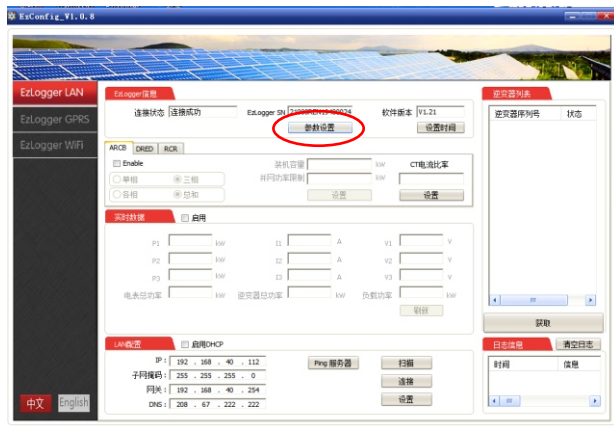 EzConfig_V1.0.8
EzLogger LAN
EzLogger GPRS
EzLogger WiFi
中文 English
EzLogger信息
连接状态 连接成功 EzLogger SN 软件版本 V1.21
参数设置 设置时间
ARCB DRED RCR
Enable 装机容量 kW CT电流比率
单相 三相 并网功率限制 kW
各相 总和 设置 设置
实时数据 启用
P1 kW I1 A V1 V
P2 kW I2 A V2 V
P3 kW I3 A V3 V
电表总功率 kW 逆变器总功率 kW 负载功率 kW
刷新
LAN配置 启用DHCP
IP: 192 . 168 . 40 . 112 Ping 服务器 扫描
子网掩码: 255 . 255 . 255 . 0 连接
网关: 192 . 168 . 40 . 254
DNS: 208 . 67 . 222 . 222 设置
逆变器列表
逆变器序列号 状态
获取
日志信息 清空日志
时间 信息